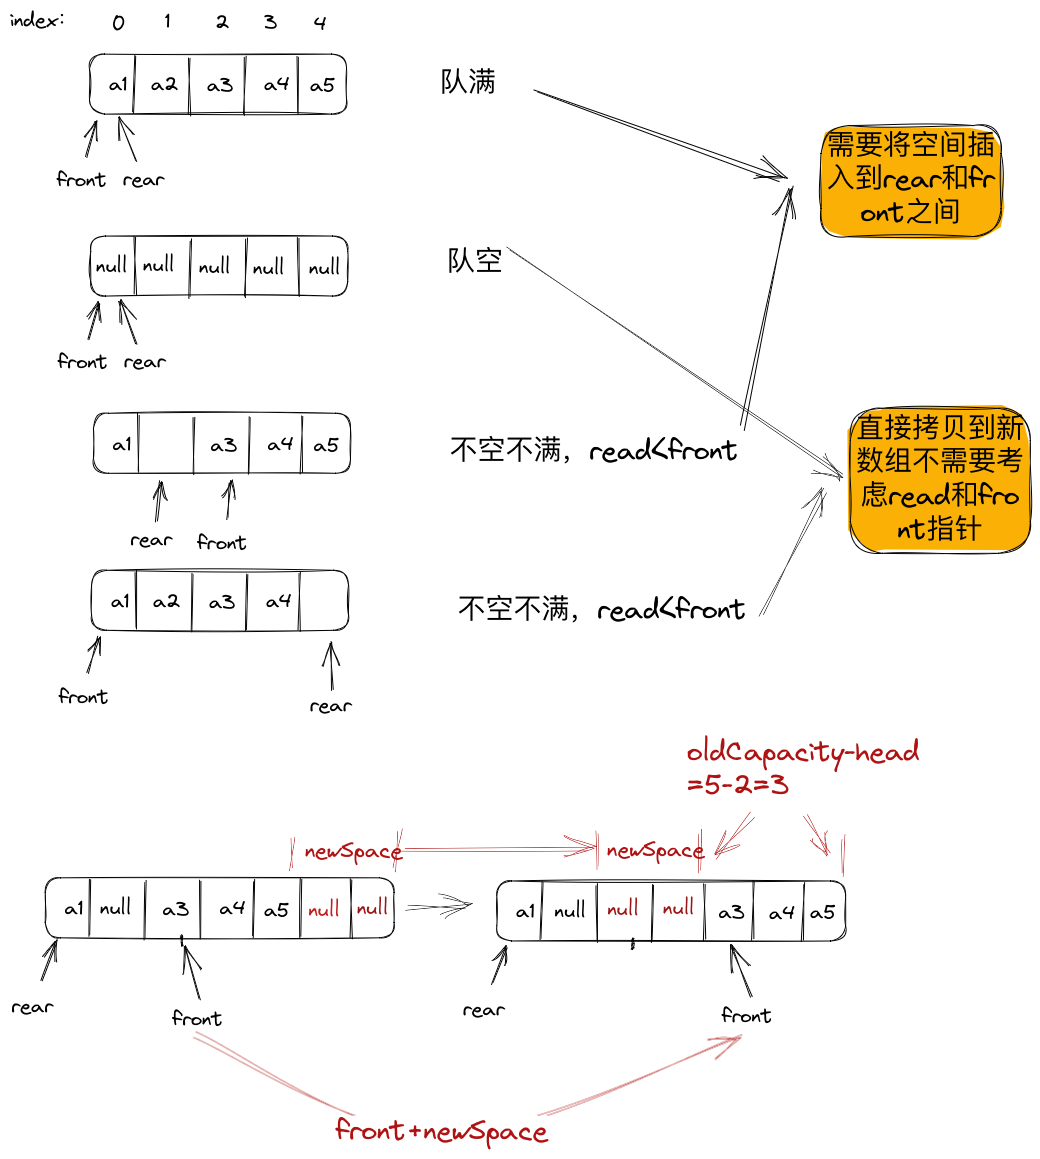 index: 0 1 2 3 4
a1 a2 a3 a4 a5
front rear
队满
需要将空间插
入到rear和fr
ont之间
null null null null null
front rear
队空
a1 a3 a4 a5
rear front
不空不满，read<front
直接拷贝到新
数组不需要考
虑read和fro
nt指针
a1 a2 a3 a4
front
rear
不空不满，read<front
oldCapacity-head
=5-2=3
newSpace
newSpace
a1 null a3 a4 a5 null null
a1 null null null a3 a4 a5
rear
front
rear
front
front+newSpace